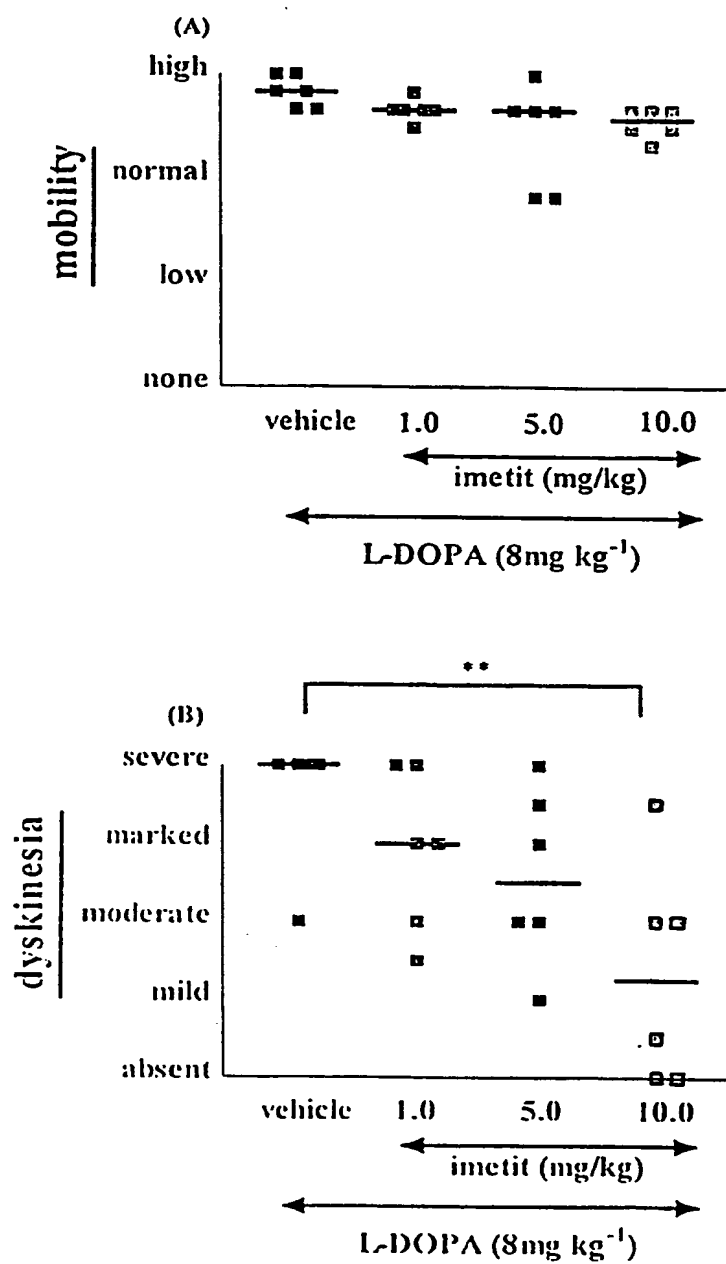 (A)
high
normal
low
none
mobility
vehicle 1.0 5.0 10.0
imetit (mg/kg)
L-DOPA (8mg kg⁻¹)
**
(B)
severe
marked
moderate
mild
absent
dyskinesia
vehicle 1.0 5.0 10.0
imetit (mg/kg)
L-DOPA (8mg kg⁻¹)